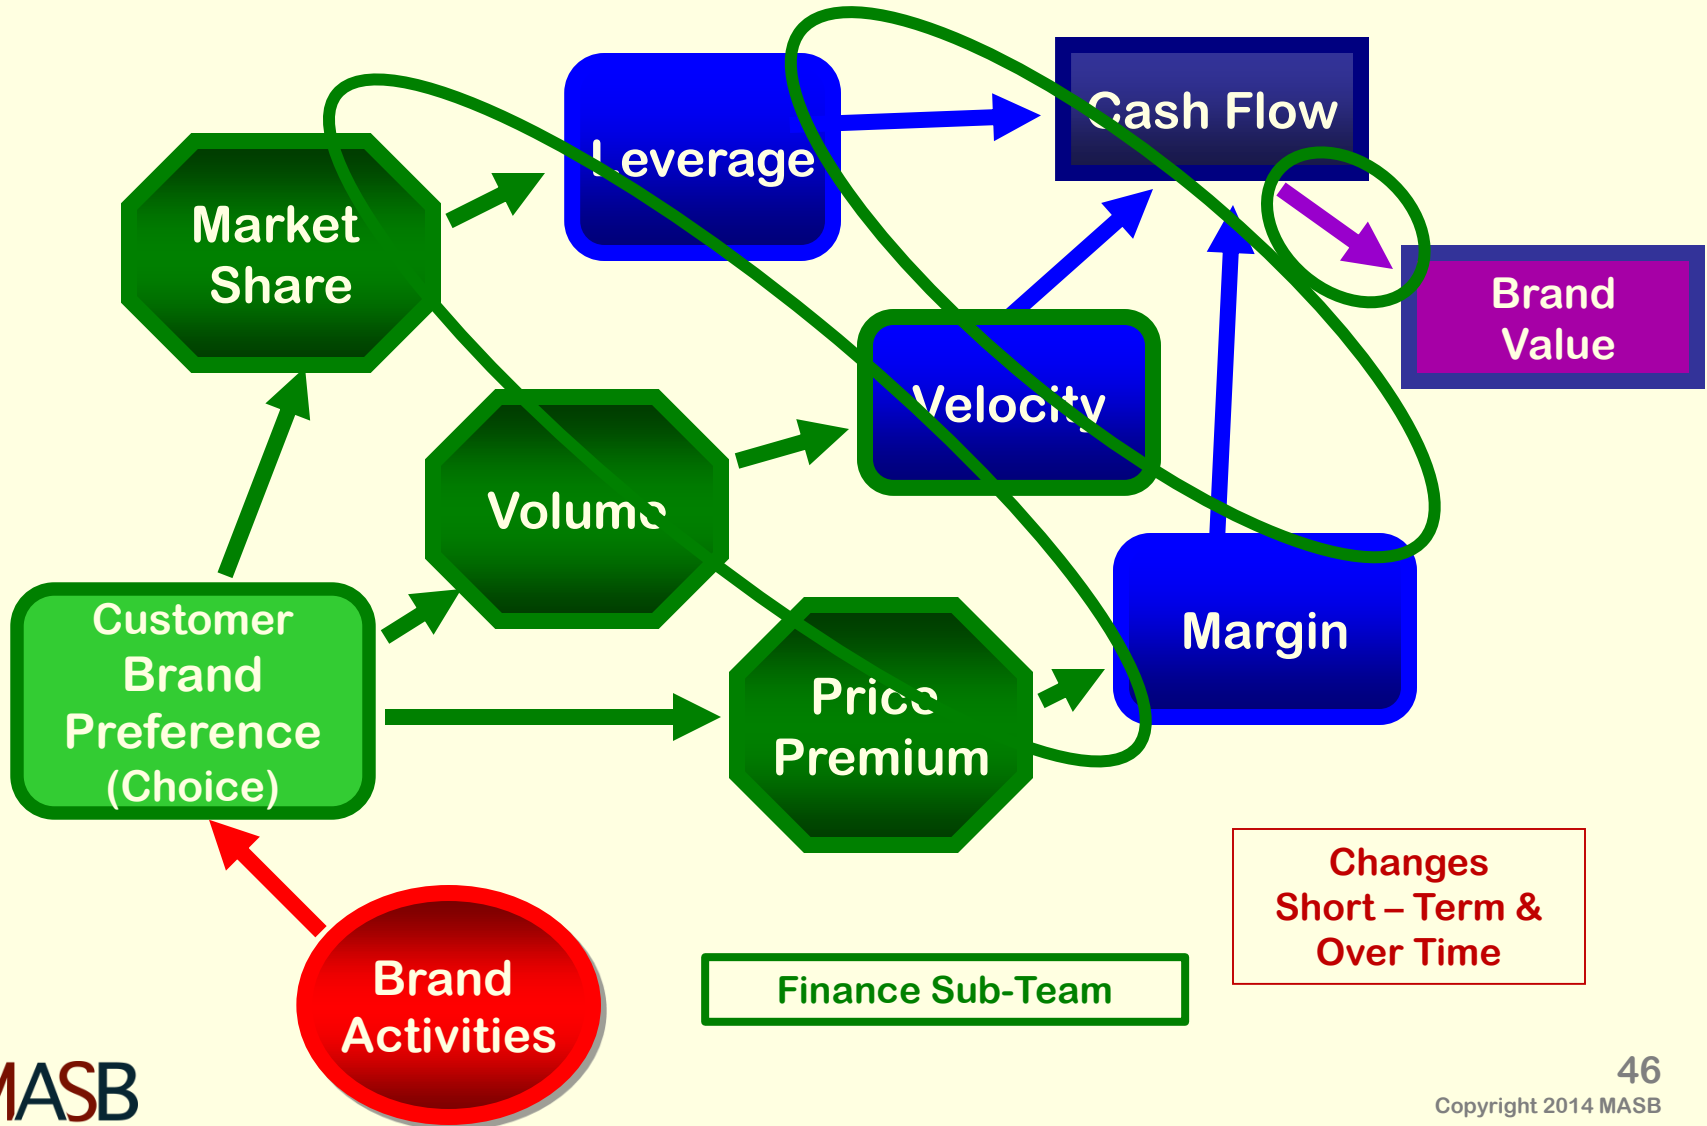 Cash Flow
Leverage
Market
Share
Brand
Value
Velocity
Volume
Customer
Brand
Preference
(Choice)
Margin
Price
Premium
Changes
Short – Term &
Over Time
Brand
Activities
Finance Sub-Team
MASB
46
Copyright 2014 MASB